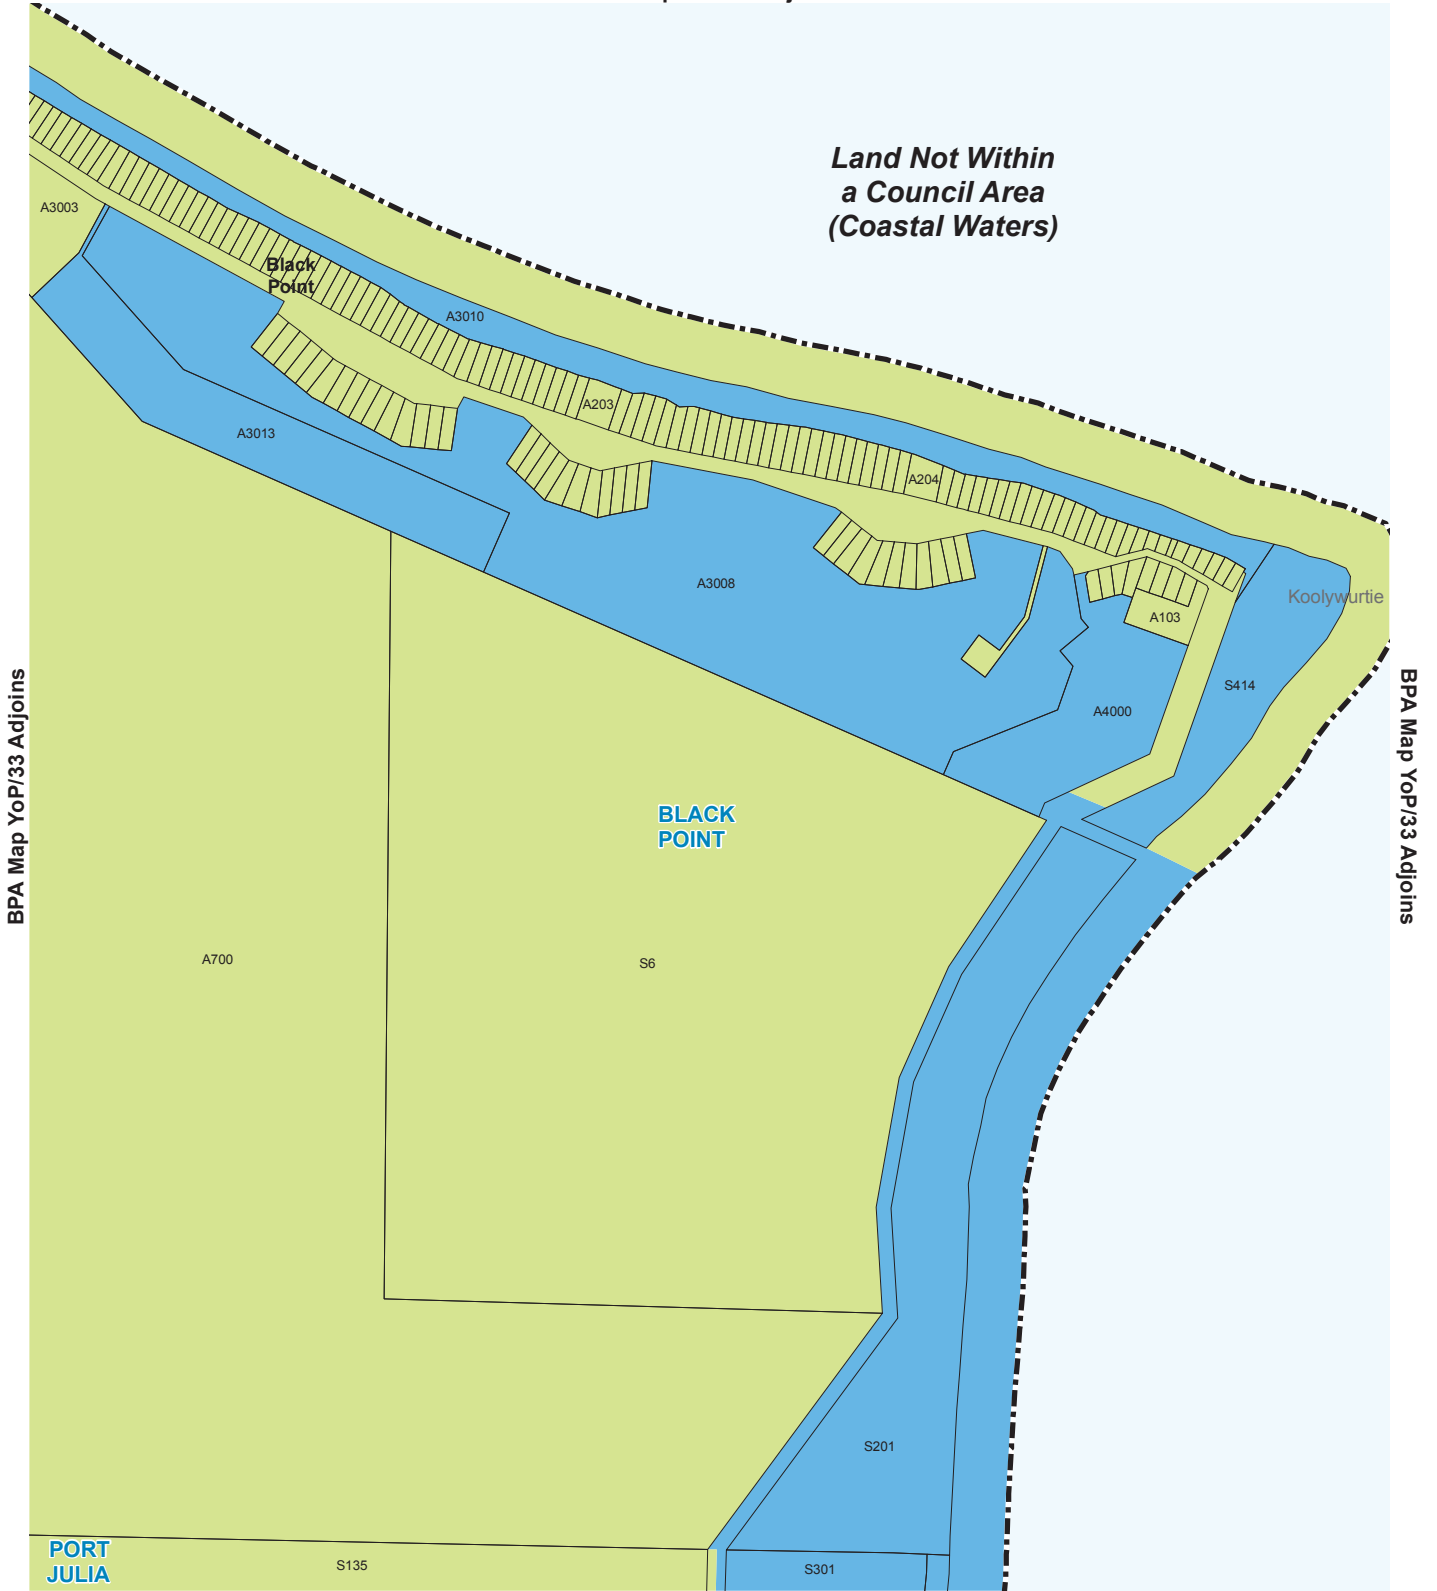 Land Not Within
a Council Area
(Coastal Waters)
A3003
Black
Point
A3010
A203
A3013
A204
A3008
Koolywurtie
A103
S414
A4000
BPA Map YoP/33 Adjoins
BPA Map YoP/33 Adjoins
BLACK
POINT
A700
S6
S201
PORT
JULIA
S135
S301